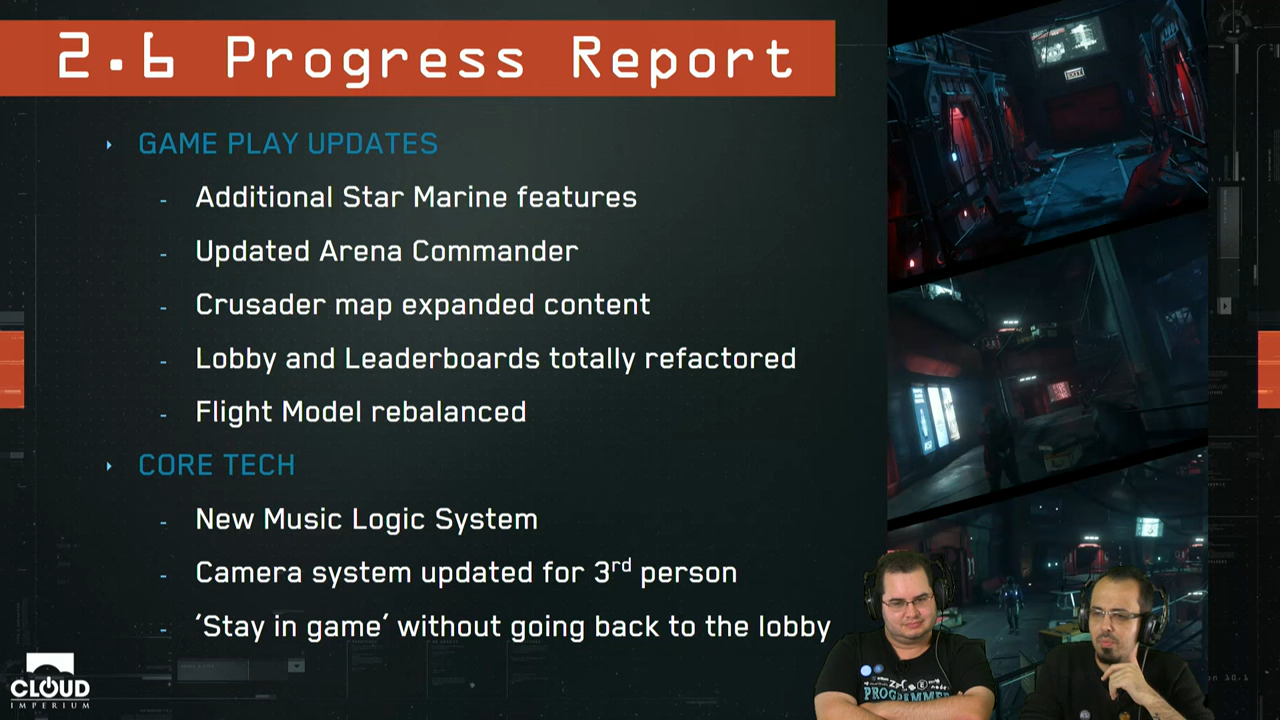 2.6 Progress Report
GAME PLAY UPDATES
- Additional Star Marine features
- Updated Arena Commander
- Crusader map expanded content
- Lobby and Leaderboards totally refactored
- Flight Model rebalanced
CORE TECH
- New Music Logic System
- Camera system updated for 3rd person
- ‘Stay in game’ without going back to the lobby
EXIT
PROGRAMMER
CLOUD
IMPERIUM